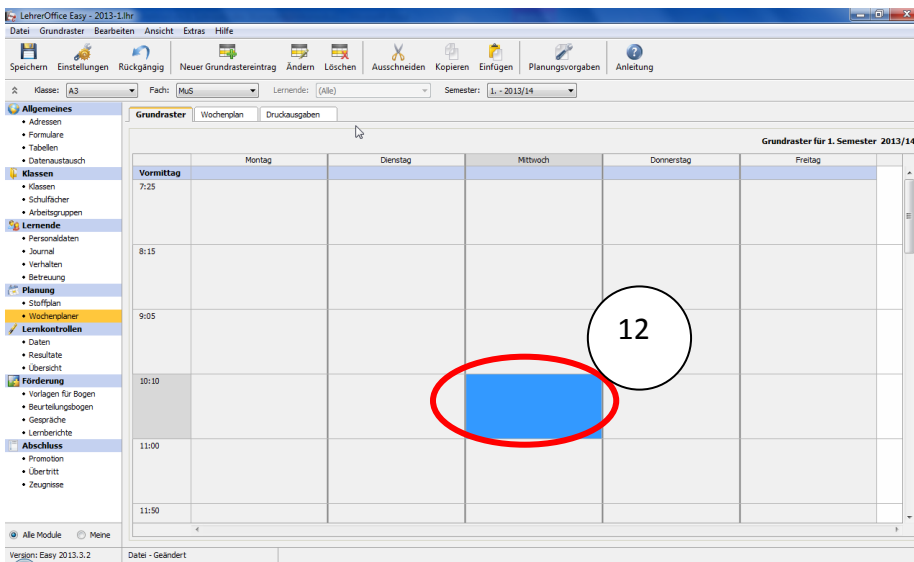 LehrerOffice Easy - 2013-1.lhr
Datei Grundraster Bearbeiten Ansicht Extras Hilfe
Speichern Einstellungen Rückgängig Neuer Grundrastereintrag Ändern Löschen Ausschneiden Kopieren Einfügen Planungsvorgaben Anleitung
Klasse: A3 Fach: MuS Lernende: (Alle) Semester: 1. - 2013/14
Allgemeines
• Adressen
• Formulare
• Tabellen
• Datenaustausch
Klassen
• Klassen
• Schulfächer
• Arbeitsgruppen
Lernende
• Personaldaten
• Journal
• Verhalten
• Betreuung
Planung
• Stoffplan
• Wochenplaner
Lernkontrollen
• Daten
• Resultate
• Übersicht
Förderung
• Vorlagen für Bogen
• Beurteilungsbogen
• Gespräche
• Lernberichte
Abschluss
• Promotion
• Übertritt
• Zeugnisse
Alle Module Meine
Grundraster Wochenplan Druckausgaben
Grundraster für 1. Semester 2013/14
Montag Dienstag Mittwoch Donnerstag Freitag
Vormittag
7:25
8:15
9:05
12
10:10
11:00
11:50
Version: Easy 2013.3.2 Datei - Geändert